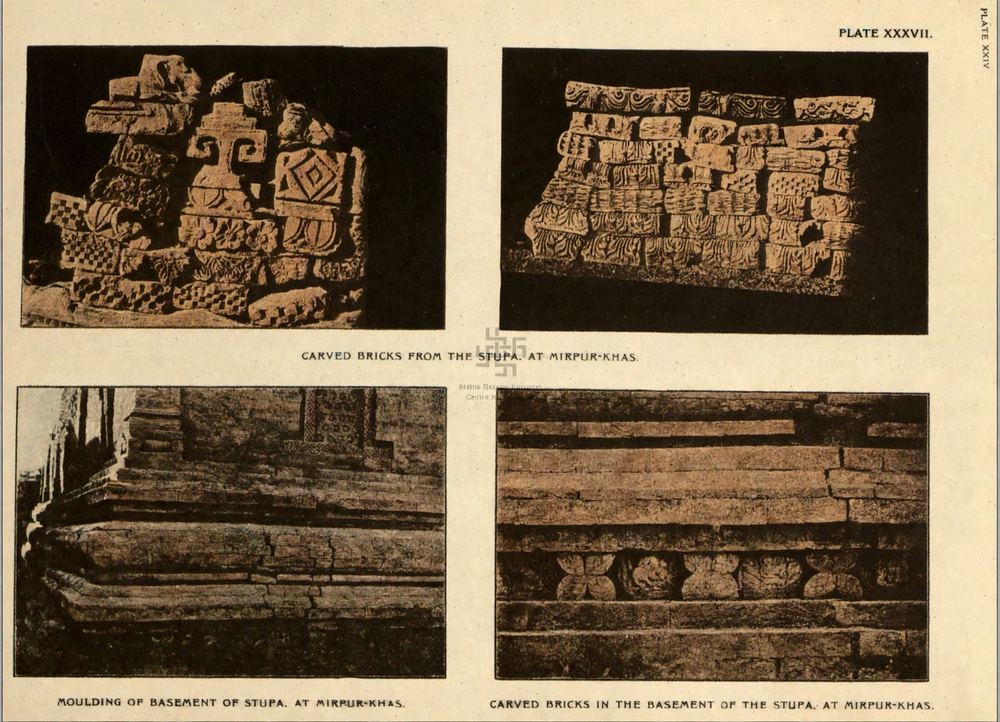 PLATE XXXVII.
PLATE XXIV
CARVED BRICKS FROM THE STUPA. AT MIRPUR-KHAS.
MOULDING OF BASEMENT OF STUPA. AT MIRPUR-KHAS.
CARVED BRICKS IN THE BASEMENT OF THE STUPA. AT MIRPUR-KHAS.